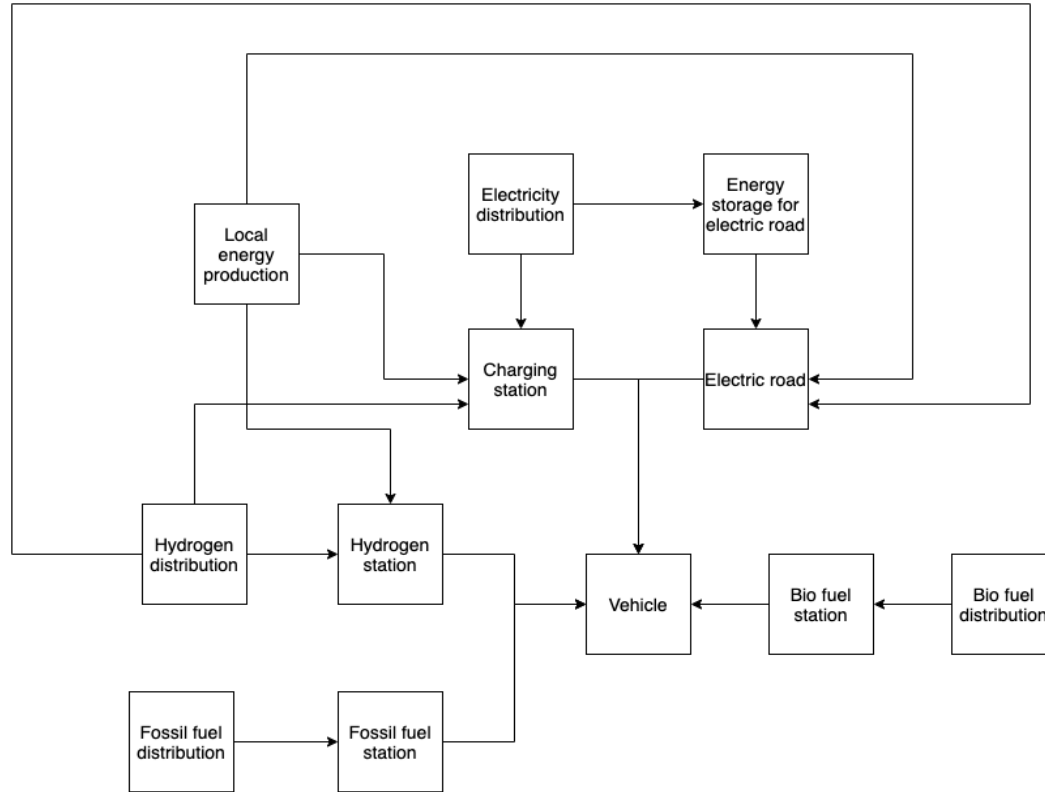 Electricity
distribution
Energy
storage for
electric road
Local
energy
production
Charging
station
Electric road
Hydrogen
distribution
Hydrogen
station
Vehicle
Bio fuel
station
Bio fuel
distribution
Fossil fuel
distribution
Fossil fuel
station